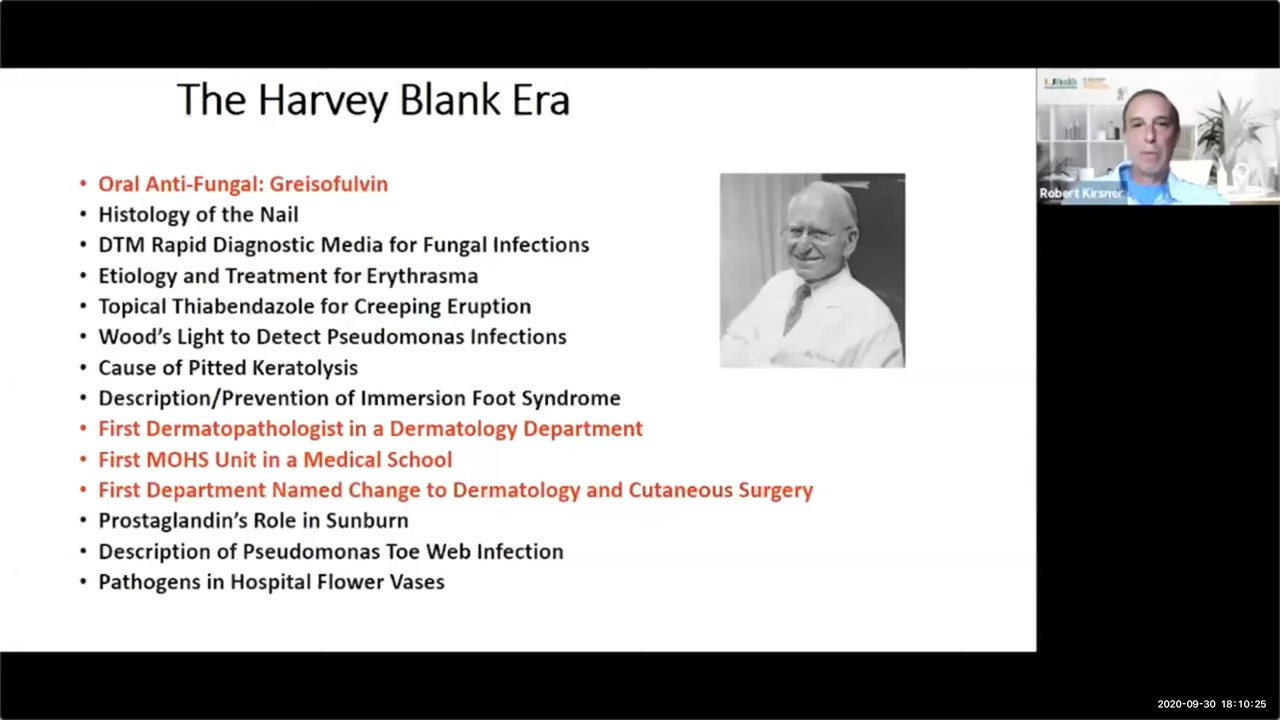 The Harvey Blank Era
• Oral Anti-Fungal: Greisofulvin
• Histology of the Nail
• DTM Rapid Diagnostic Media for Fungal Infections
• Etiology and Treatment for Erythrasma
• Topical Thiabendazole for Creeping Eruption
• Wood's Light to Detect Pseudomonas Infections
• Cause of Pitted Keratolysis
• Description/Prevention of Immersion Foot Syndrome
• First Dermatopathologist in a Dermatology Department
• First MOHS Unit in a Medical School
• First Department Named Change to Dermatology and Cutaneous Surgery
• Prostaglandin's Role in Sunburn
• Description of Pseudomonas Toe Web Infection
• Pathogens in Hospital Flower Vases
Robert Kirsner
2020-09-30 18:10:25